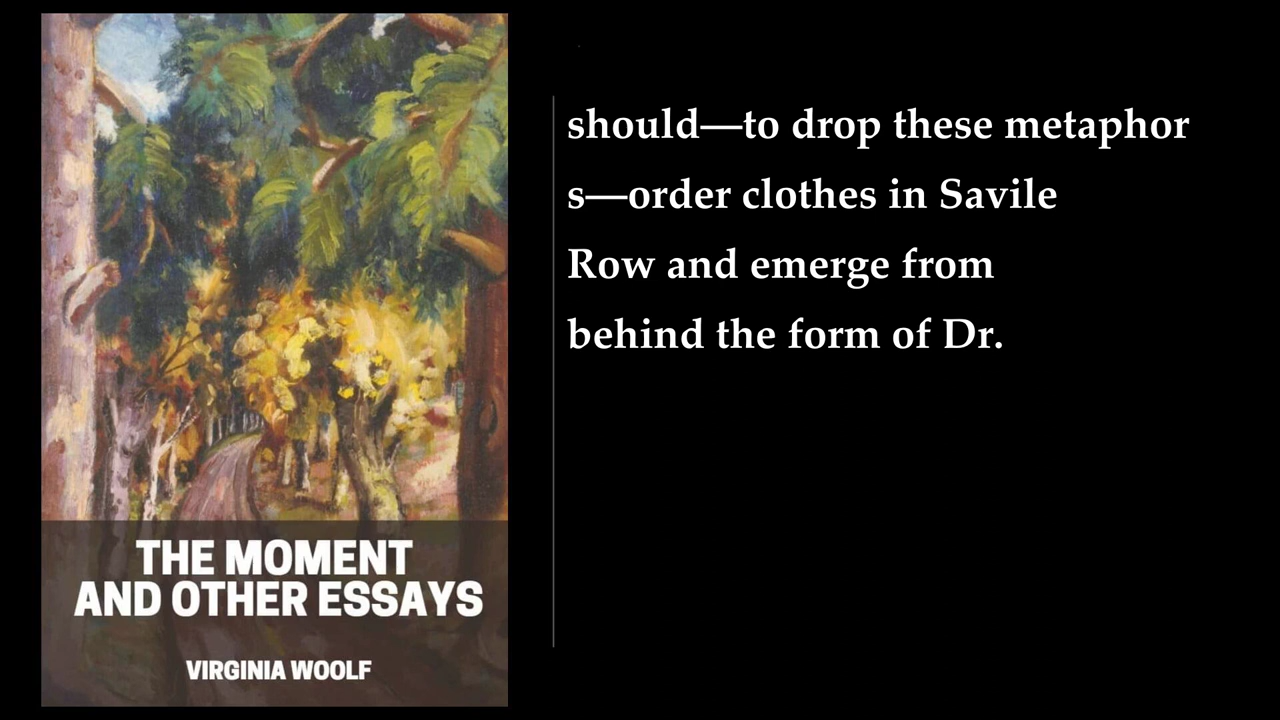 THE MOMENT
AND OTHER ESSAYS
VIRGINIA WOOLF
should—to drop these metaphor
s—order clothes in Savile
Row and emerge from
behind the form of Dr.